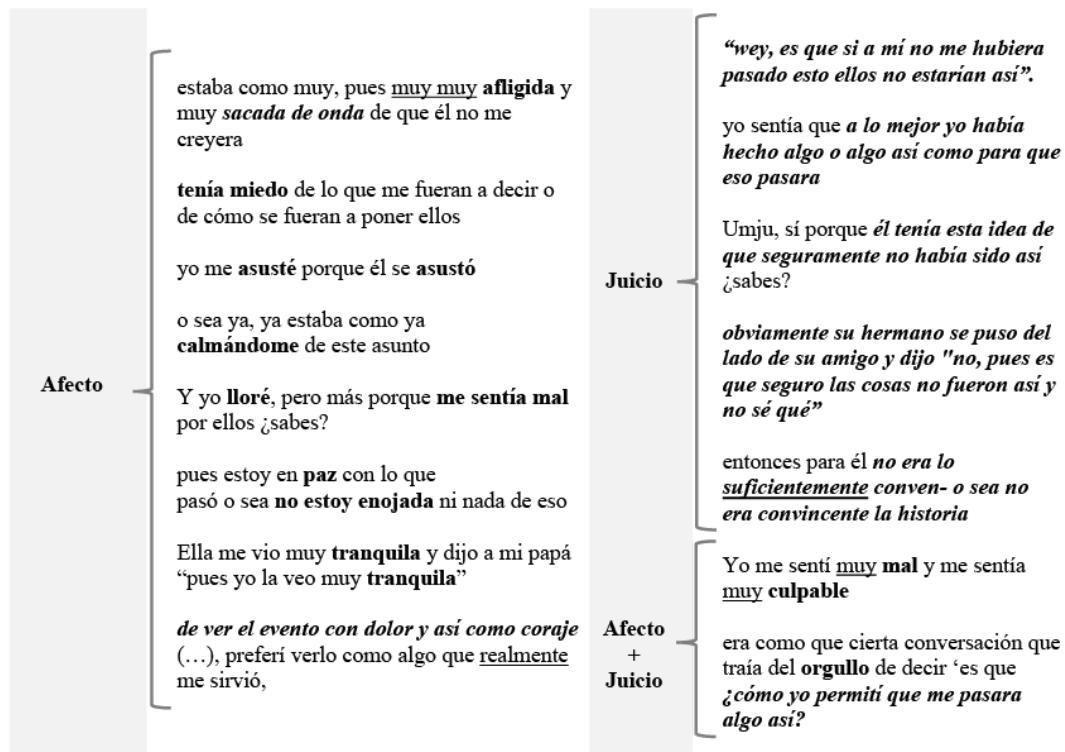 Afecto
estaba como muy, pues muy muy afligida y
muy sacada de onda de que él no me
creyera
tenía miedo de lo que me fueran a decir o
de cómo se fueran a poner ellos
yo me asusté porque él se asustó
o sea ya, ya estaba como ya
calmándome de este asunto
Y yo lloré, pero más porque me sentía mal
por ellos ¿sabes?
pues estoy en paz con lo que
pasó o sea no estoy enojada ni nada de eso
Ella me vio muy tranquila y dijo a mi papá
“pues yo la veo muy tranquila”
de ver el evento con dolor y así como coraje
(…), preferí verlo como algo que realmente
me sirvió,
Juicio
“wey, es que si a mí no me hubiera
pasado esto ellos no estarían así”.
yo sentía que a lo mejor yo había
hecho algo o algo así como para que
eso pasara
Umju, sí porque él tenía esta idea de
que seguramente no había sido así
¿sabes?
obviamente su hermano se puso del
lado de su amigo y dijo "no, pues es
que seguro las cosas no fueron así y
no sé qué”
entonces para él no era lo
suficientemente conven- o sea no
era convincente la historia
Afecto
+
Juicio
Yo me sentí muy mal y me sentía
muy culpable
era como que cierta conversación que
traía del orgullo de decir ‘es que
¿cómo yo permití que me pasara
algo así?